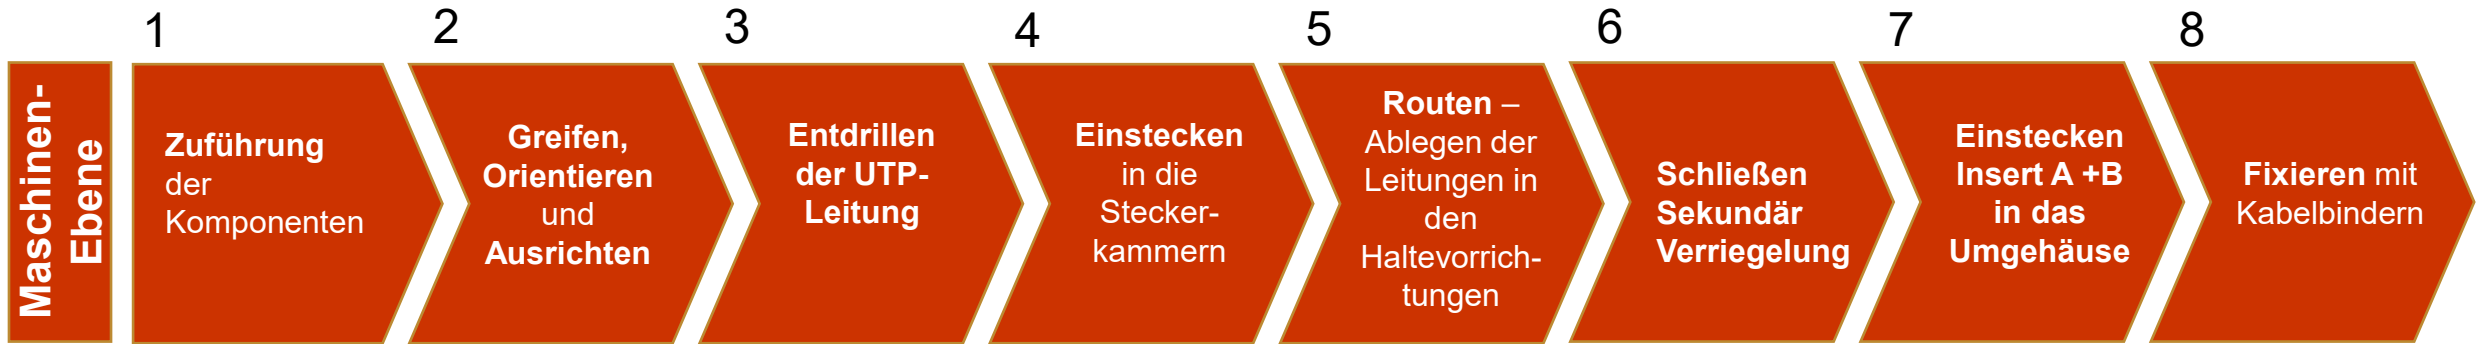 1
2
3
4
5
6
7
8
Maschinen-
Ebene
Zuführung
der
Komponenten
Greifen,
Orientieren
und
Ausrichten
Entdrillen
der UTP-
Leitung
Einstecken
in die
Stecker-
kammern
Routen –
Ablegen der
Leitungen in
den
Haltevorrich-
tungen
Schließen
Sekundär
Verriegelung
Einstecken
Insert A +B
in das
Umgehäuse
Fixieren mit
Kabelbindern